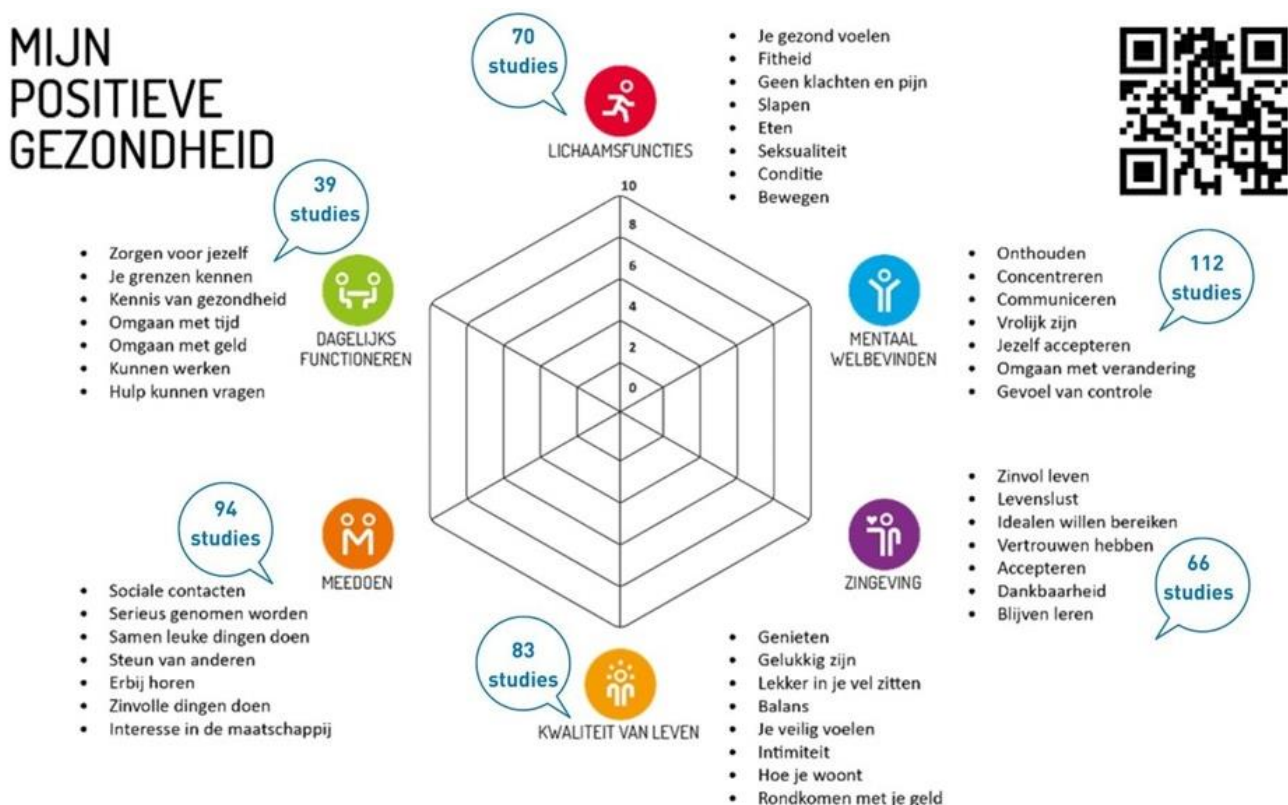 MIJN
POSITIEVE
GEZONDHEID
70
studies
LICHAAMSFUNCTIES
• Je gezond voelen
• Fitheid
• Geen klachten en pijn
• Slapen
• Eten
• Seksualiteit
• Conditie
• Bewegen
39
studies
• Zorgen voor jezelf
• Je grenzen kennen
• Kennis van gezondheid
• Omgaan met tijd
• Omgaan met geld
• Kunnen werken
• Hulp kunnen vragen
DAGELIJKS
FUNCTIONEREN
10
8
6
4
2
0
MENTAAL
WELBEVINDEN
• Onthouden
• Concentreren
• Communiceren
• Vrolijk zijn
• Jezelf accepteren
• Omgaan met verandering
• Gevoel van controle
112
studies
94
studies
MEEDOEN
• Sociale contacten
• Serieus genomen worden
• Samen leuke dingen doen
• Steun van anderen
• Erbij horen
• Zinvolle dingen doen
• Interesse in de maatschappij
ZINGEVING
• Zinvol leven
• Levenslust
• Idealen willen bereiken
• Vertrouwen hebben
• Accepteren
• Dankbaarheid
• Blijven leren
66
studies
83
studies
KWALITEIT VAN LEVEN
• Genieten
• Gelukkig zijn
• Lekker in je vel zitten
• Balans
• Je veilig voelen
• Intimiteit
• Hoe je woont
• Rondkomen met je geld